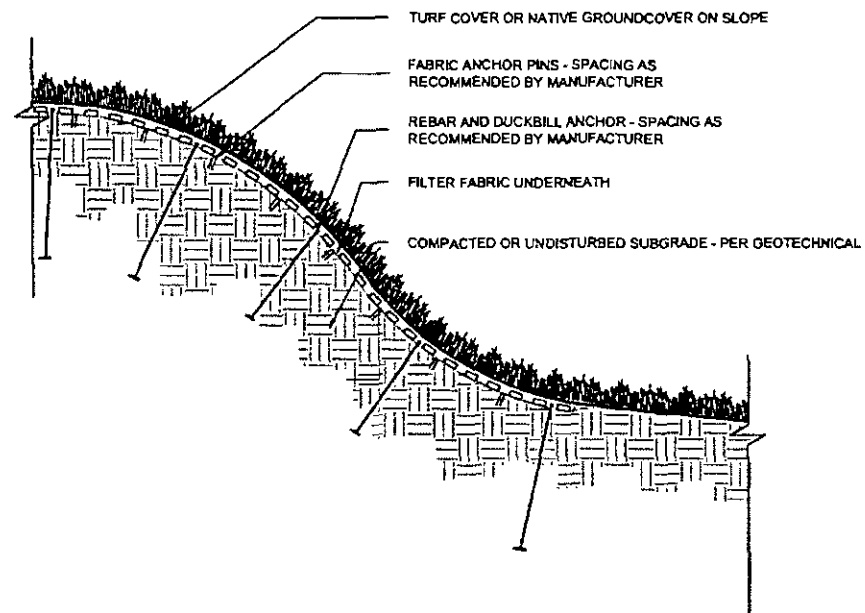 TURF COVER OR NATIVE GROUNDCOVER ON SLOPE
FABRIC ANCHOR PINS - SPACING AS
RECOMMENDED BY MANUFACTURER
REBAR AND DUCKBILL ANCHOR - SPACING AS
RECOMMENDED BY MANUFACTURER
FILTER FABRIC UNDERNEATH
COMPACTED OR UNDISTURBED SUBGRADE - PER GEOTECHNICAL